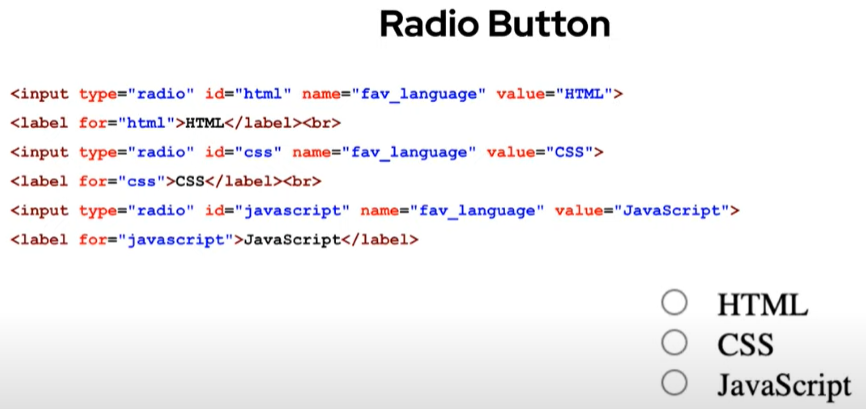 Radio Button
<input type="radio" id="html" name="fav_language" value="HTML">
<label for="html">HTML</label><br>
<input type="radio" id="css" name="fav_language" value="CSS">
<label for="css">CSS</label><br>
<input type="radio" id="javascript" name="fav_language" value="JavaScript">
<label for="javascript">JavaScript</label>
HTML
CSS
JavaScript